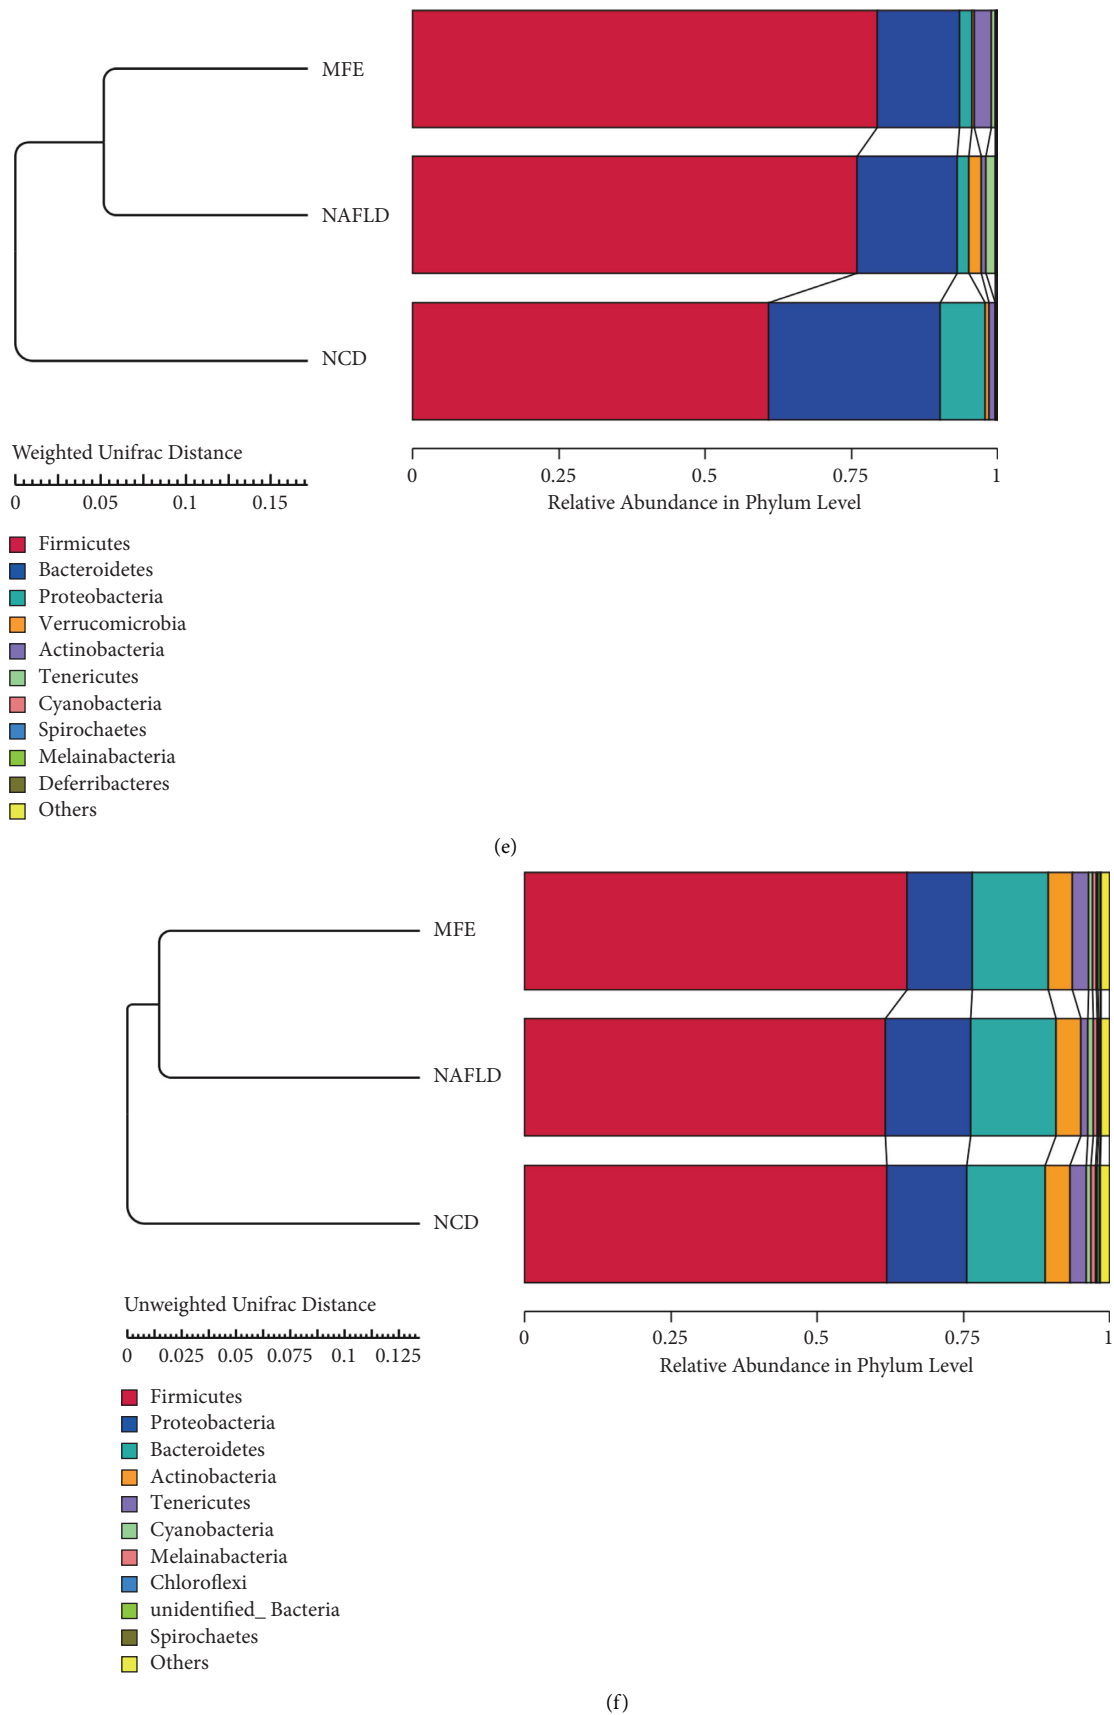 MFE
NAFLD
NCD
Weighted Unifrac Distance
0 0.05 0.1 0.15
0 0.25 0.5 0.75 1
Relative Abundance in Phylum Level
Firmicutes
Bacteroidetes
Proteobacteria
Verrucomicrobia
Actinobacteria
Tenericutes
Cyanobacteria
Spirochaetes
Melainabacteria
Deferribacteres
Others
(e)
MFE
NAFLD
NCD
Unweighted Unifrac Distance
0 0.025 0.05 0.075 0.1 0.125
0 0.25 0.5 0.75 1
Relative Abundance in Phylum Level
Firmicutes
Proteobacteria
Bacteroidetes
Actinobacteria
Tenericutes
Cyanobacteria
Melainabacteria
Chloroflexi
unidentified_ Bacteria
Spirochaetes
Others
(f)